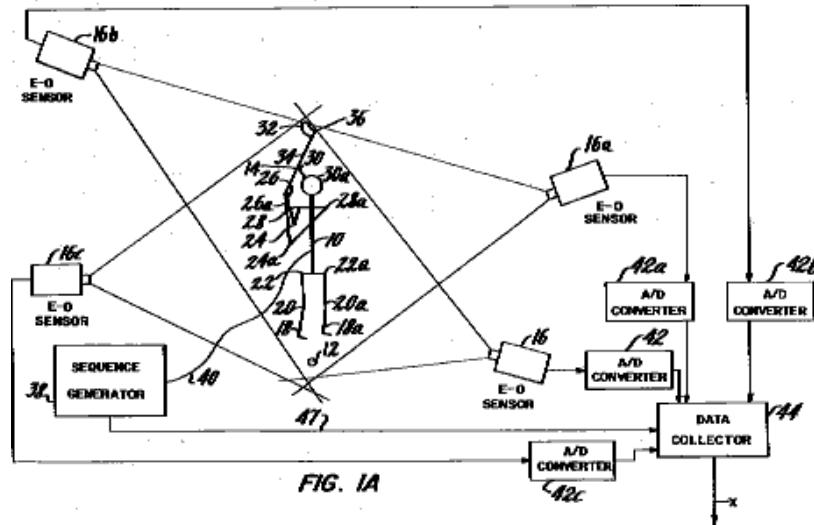 16b
E-O
SENSOR
32
36
34
30
14
30a
26
26a
28a
28
24
24a
10
16a
E-O
SENSOR
16c
E-O
SENSOR
22
22a
20
20a
18
18a
12
42a
A/D
CONVERTER
42b
A/D
CONVERTER
16
E-O
SENSOR
42
A/D
CONVERTER
SEQUENCE
GENERATOR
38
40
47
DATA
COLLECTOR
44
A/D
CONVERTER
42c
FIG. 1A
X